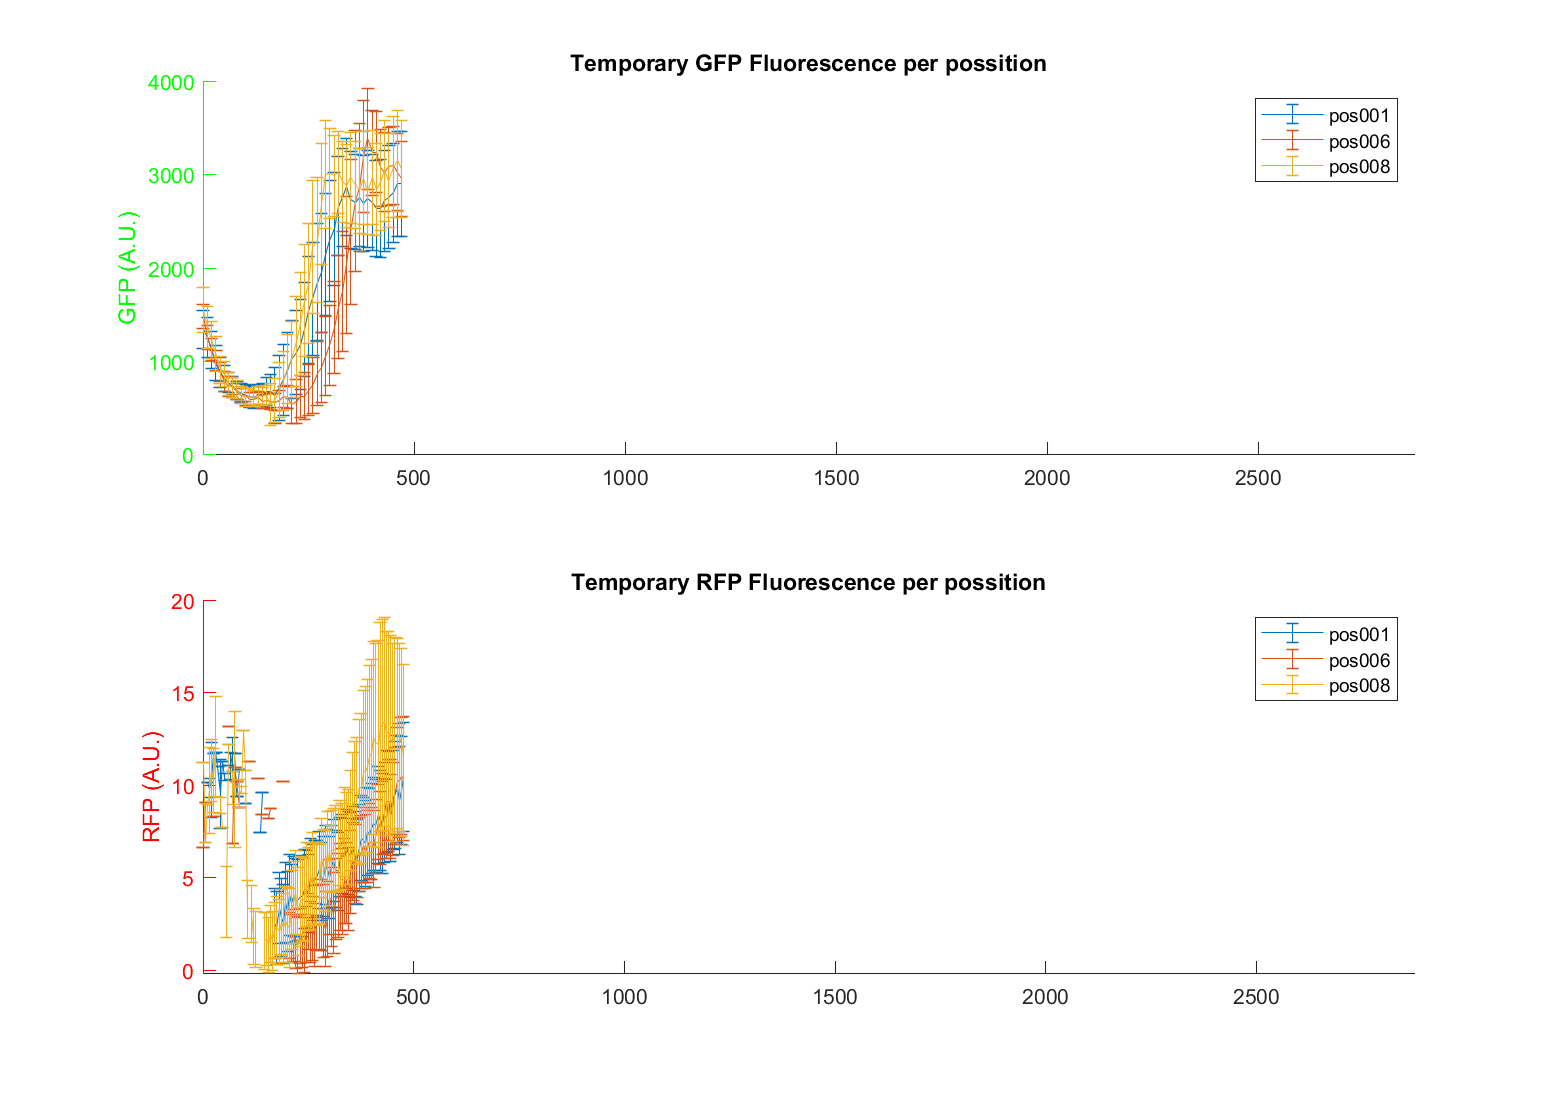 Temporary GFP Fluorescence per possition
4000
3000
2000
1000
0
GFP (A.U.)
0 500 1000 1500 2000 2500
pos001
pos006
pos008
Temporary RFP Fluorescence per possition
20
15
10
5
0
RFP (A.U.)
0 500 1000 1500 2000 2500
pos001
pos006
pos008